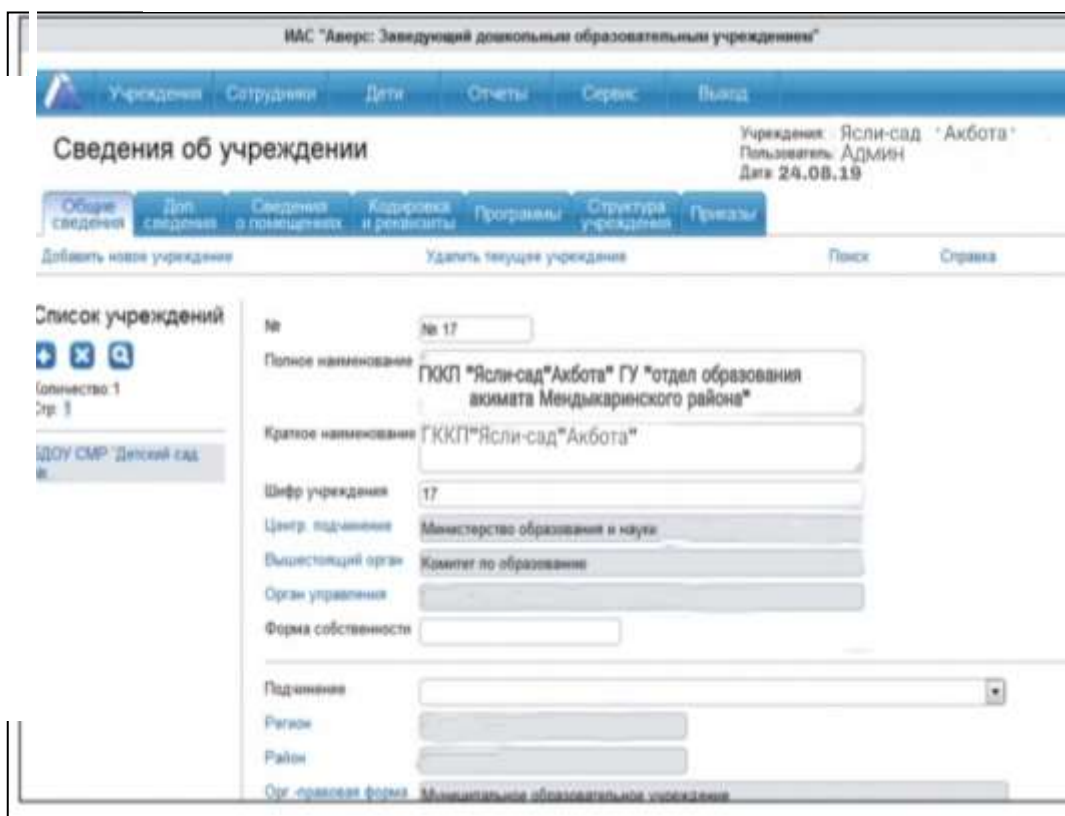 ИАС "Аверс: Заведующий дошкольным образовательным учреждением"
Учреждения Сотрудники Дети Отчеты Сервис Выход
Сведения об учреждении
Учреждения: Ясли-сад "Акбота"
Пользователь: Админ
Дата: 24.08.19
Общие сведения
Доп. сведения
Сведения о помещениях
Кодировка и реквизиты
Программы
Структура учреждения
Приказы
Добавить новое учреждение Удалить текущее учреждение Поиск Справка
Список учреждений
Количество 1
Стр. 1
БДОУ СМР "Детский сад
№ № 17
Полное наименование ГККП "Ясли-сад"Акбота" ГУ "отдел образования
акимата Мендыкаринского района"
Краткое наименование ГККП"Ясли-сад"Акбота"
Шифр учреждения 17
Центр. подчинение Министерство образования и науки
Вышестоящий орган Комитет по образованию
Орган управления
Форма собственности
Подчинение
Регион
Район
Орг.-правовая форма Муниципальное образовательное учреждение